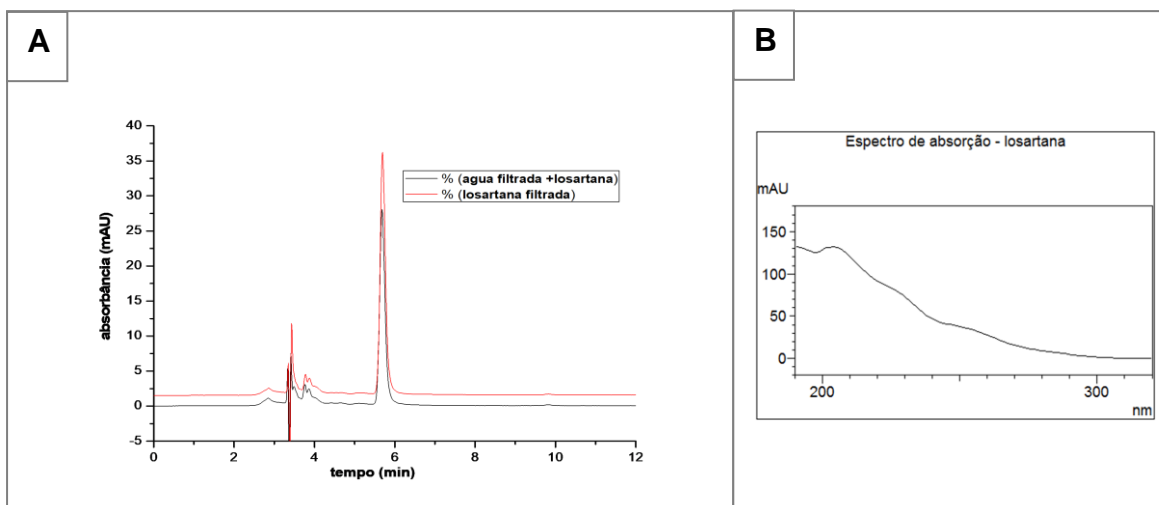 A
40
35
30
25
20
15
10
5
0
-5
absorbância (mAU)
% (agua filtrada +losartana)
% (losartana filtrada)
0 2 4 6 8 10 12
tempo (min)
B
Espectro de absorção - losartana
mAU
150
100
50
0
200 300
nm